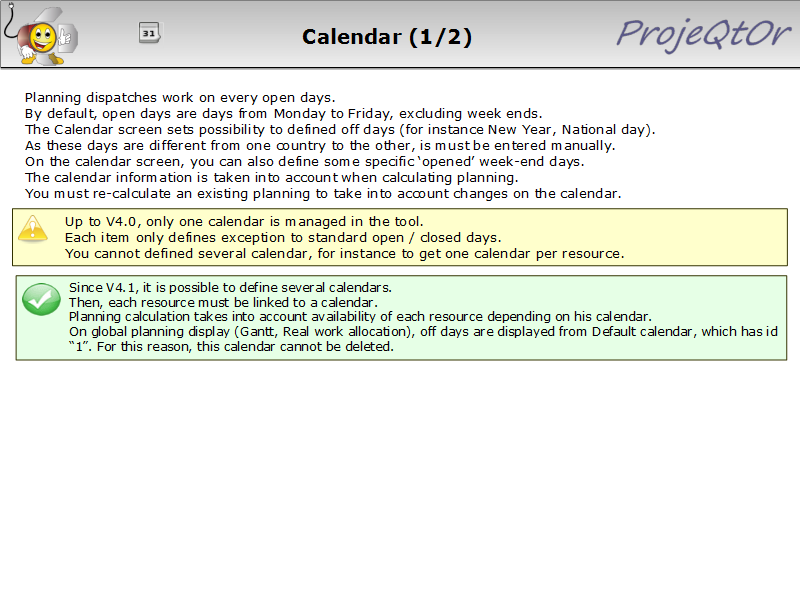 31
Calendar (1/2)
ProjeQtOr
Planning dispatches work on every open days.
By default, open days are days from Monday to Friday, excluding week ends.
The Calendar screen sets possibility to defined off days (for instance New Year, National day).
As these days are different from one country to the other, is must be entered manually.
On the calendar screen, you can also define some specific ‘opened’ week-end days.
The calendar information is taken into account when calculating planning.
You must re-calculate an existing planning to take into account changes on the calendar.
Up to V4.0, only one calendar is managed in the tool.
Each item only defines exception to standard open / closed days.
You cannot defined several calendar, for instance to get one calendar per resource.
Since V4.1, it is possible to define several calendars.
Then, each resource must be linked to a calendar.
Planning calculation takes into account availability of each resource depending on his calendar.
On global planning display (Gantt, Real work allocation), off days are displayed from Default calendar, which has id
“1”. For this reason, this calendar cannot be deleted.